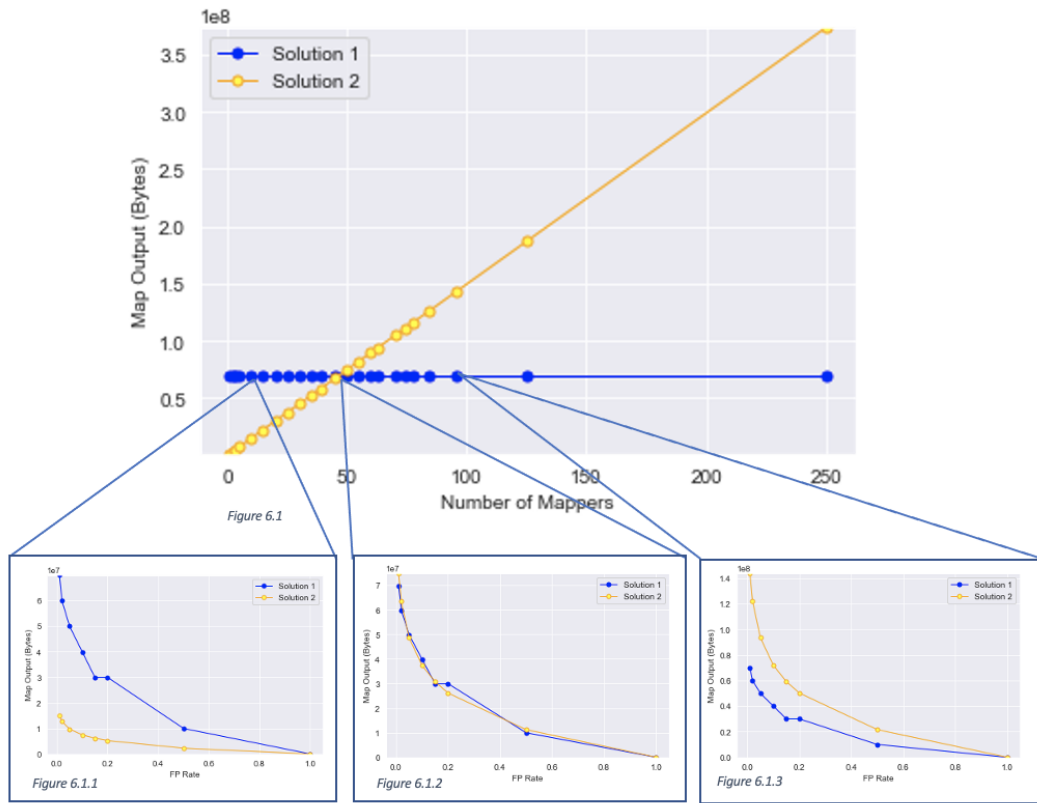 1e8
Solution 1
Solution 2
3.5
3.0
2.5
2.0
1.5
1.0
0.5
Map Output (Bytes)
0 50 100 150 200 250
Number of Mappers
Figure 6.1
1e7
Solution 1
Solution 2
6
5
4
3
2
1
0
Map Output (Bytes)
0.0 0.2 0.4 0.6 0.8 1.0
FP Rate
Figure 6.1.1
1e7
Solution 1
Solution 2
7
6
5
4
3
2
1
0
Map Output (Bytes)
0.0 0.2 0.4 0.6 0.8 1.0
FP Rate
Figure 6.1.2
1e8
Solution 1
Solution 2
1.4
1.2
1.0
0.8
0.6
0.4
0.2
0.0
Map Output (Bytes)
0.0 0.2 0.4 0.6 0.8 1.0
FP Rate
Figure 6.1.3